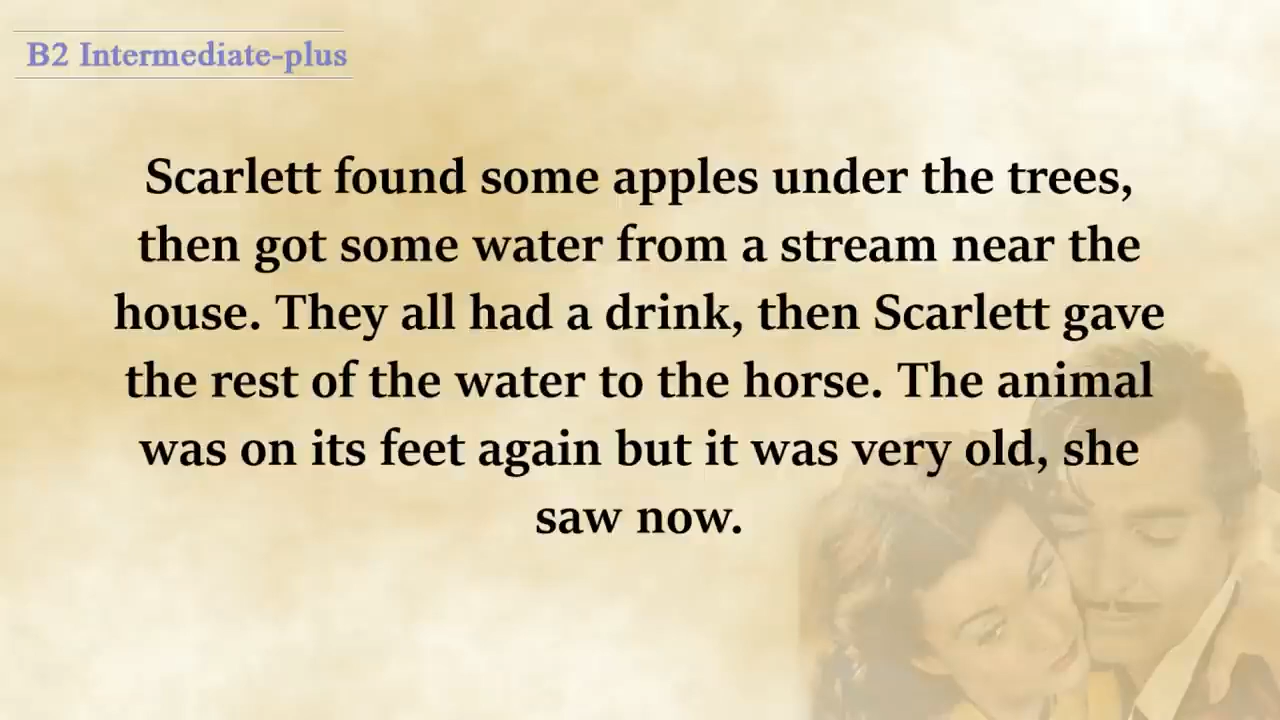 B2 Intermediate-plus
Scarlett found some apples under the trees,
then got some water from a stream near the
house. They all had a drink, then Scarlett gave
the rest of the water to the horse. The animal
was on its feet again but it was very old, she
saw now.